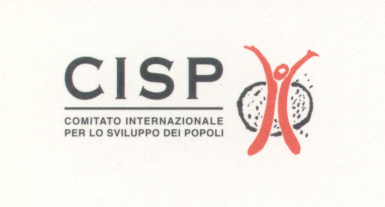 CISP
COMITATO INTERNAZIONALE
PER LO SVILUPPO DEI POPOLI